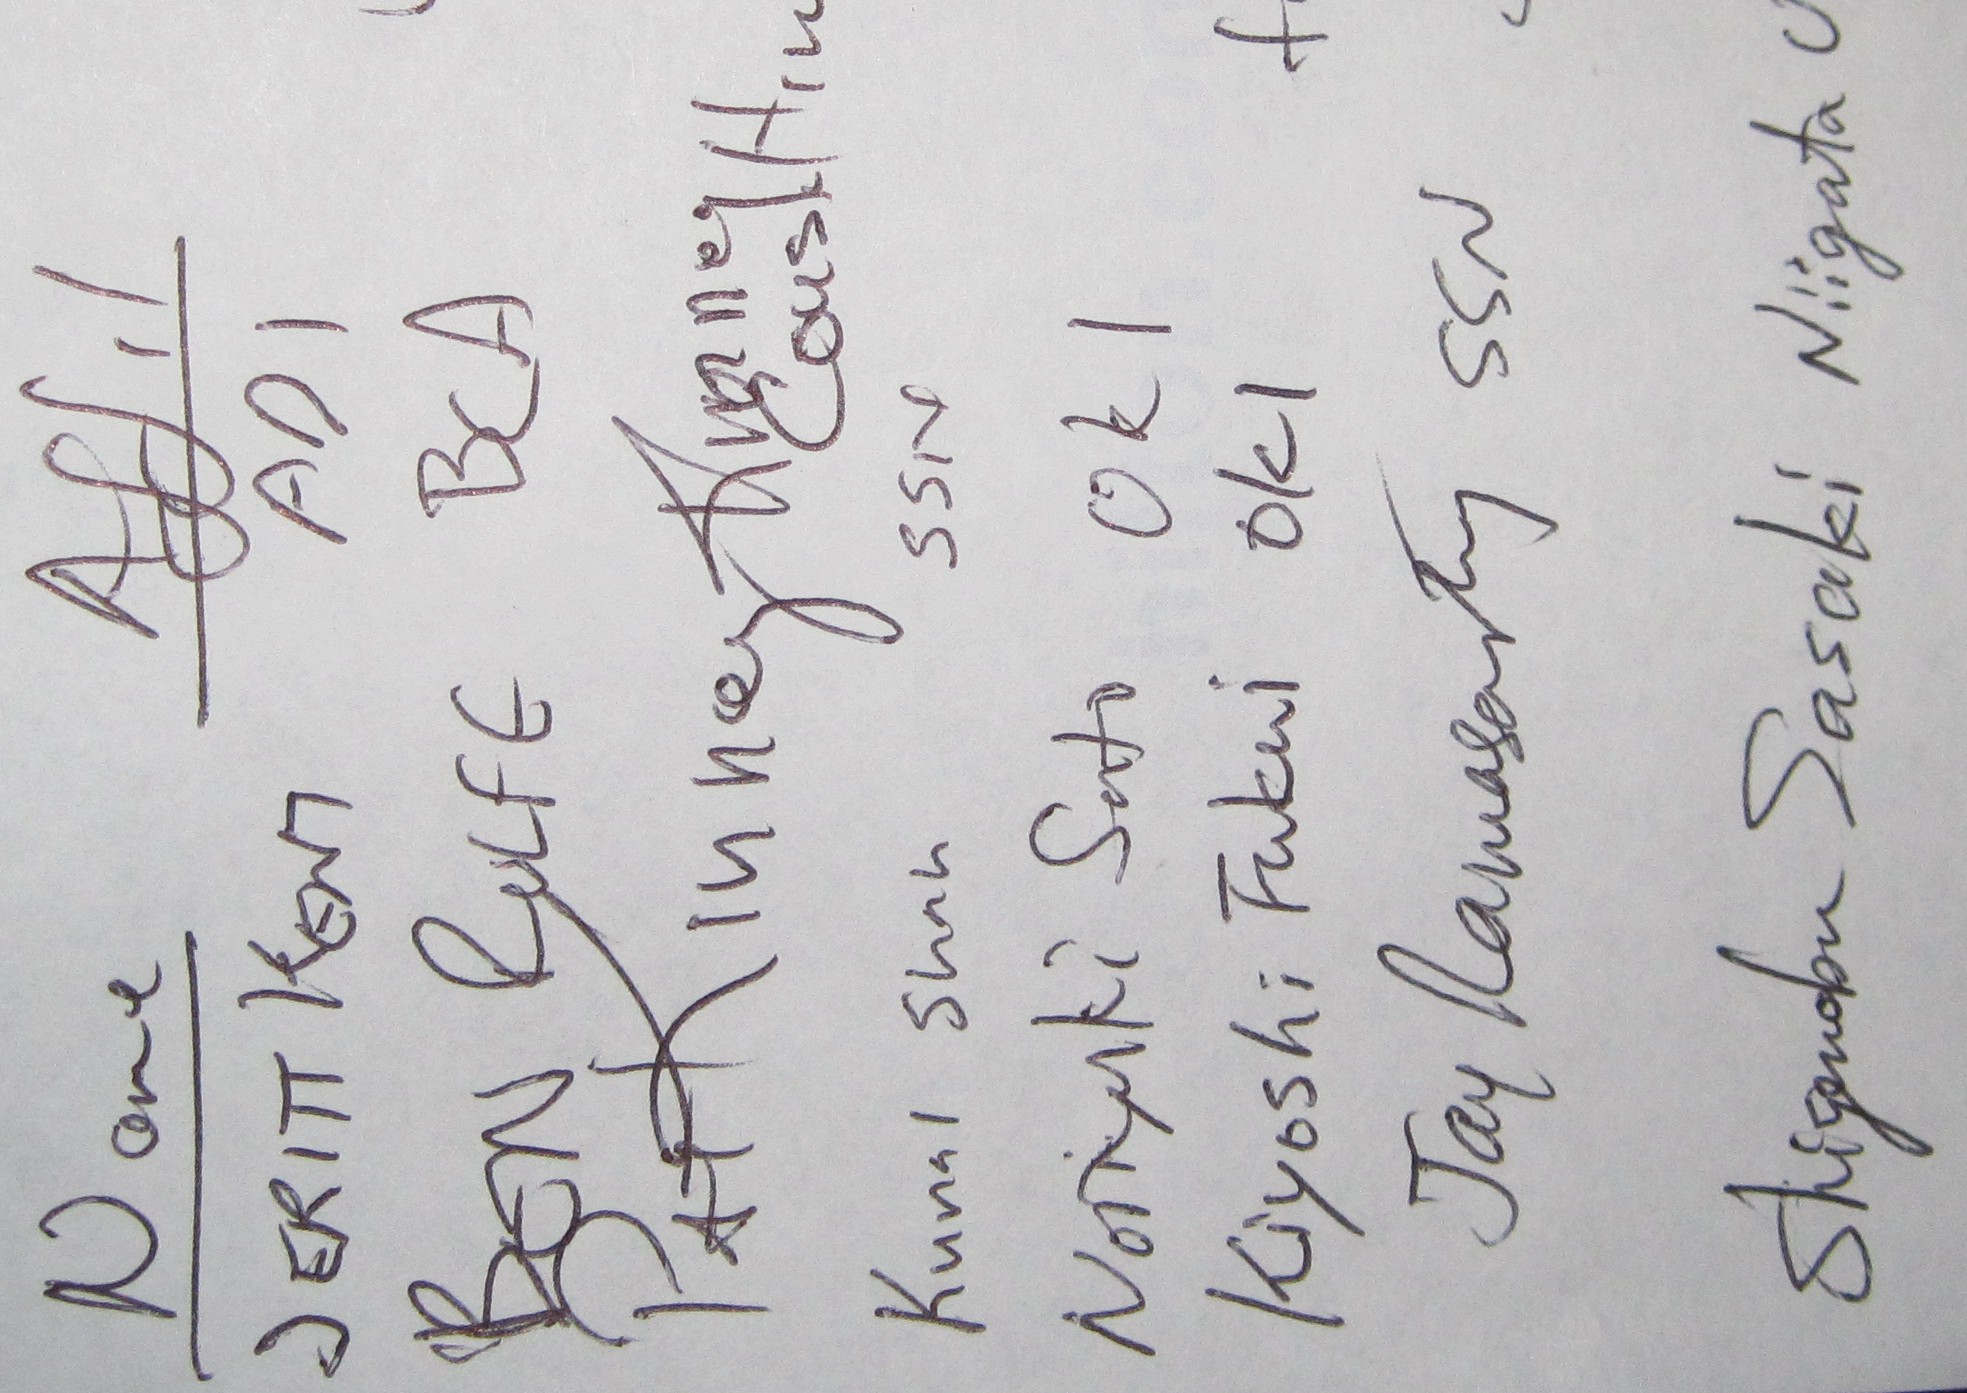 Name Affil
JERITT KENT ADI
BEN ROLFE BCA
PAT Kinney Kinney
Consulting
Kunal Shah SSN
Noriyuki Sato OKI
Kiyoshi Fukui OKI
Jay Ramasastry SSN
Shigenobu Sasaki Niigata U